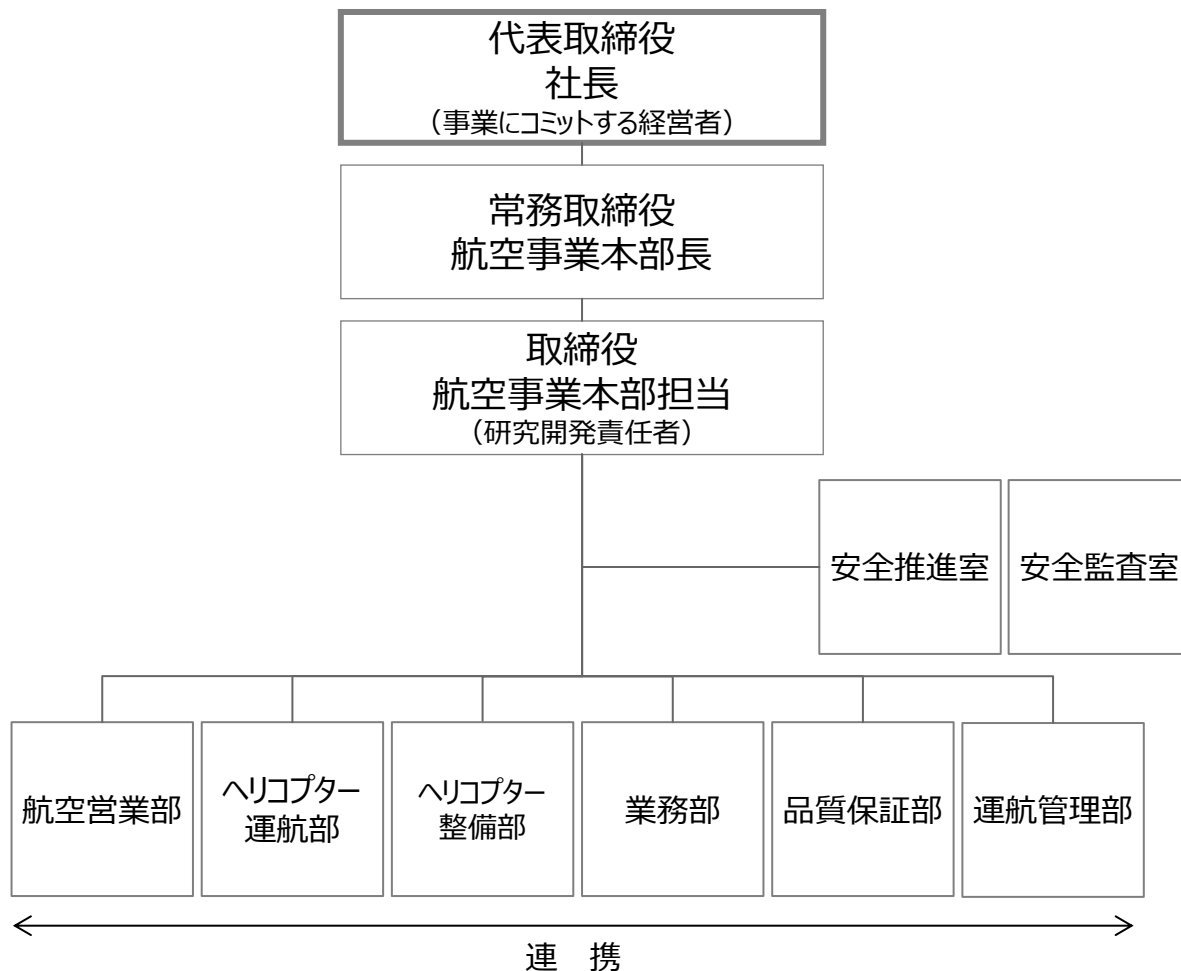 代表取締役
社長
（事業にコミットする経営者）
常務取締役
航空事業本部長
取締役
航空事業本部担当
（研究開発責任者）
安全推進室
安全監査室
航空営業部
ヘリコプター
運航部
ヘリコプター
整備部
業務部
品質保証部
運航管理部
連　携